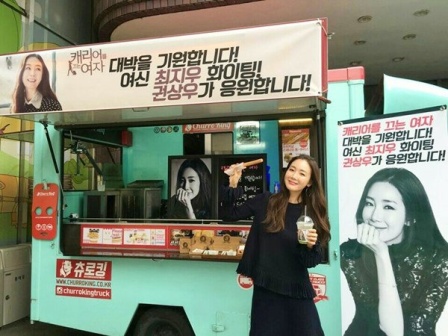 캐리어를
끄는 여자
대박을 기원합니다!
여신 최지우 화이팅!
권상우가 응원합니다!
CHURROKING
캐리어를 끄는 여자
대박을 기원합니다!
여신 최지우 화이팅
권상우가 응원합니다!
츄로킹
WWW.CHURROKING.CO.KR
churrokingtruck